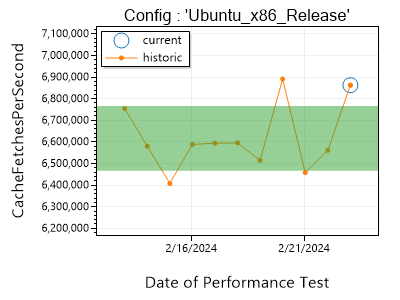 Config : 'Ubuntu_x86_Release'
7,100,000
7,000,000
6,900,000
6,800,000
6,700,000
6,600,000
6,500,000
6,400,000
6,300,000
6,200,000
CacheFetchesPerSecond
current
historic
2/16/2024
2/21/2024
Date of Performance Test